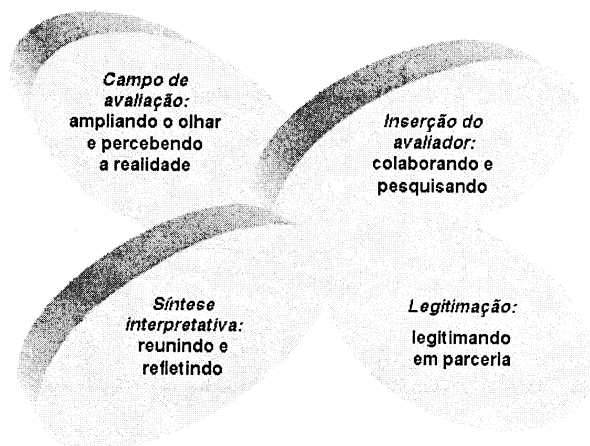 Campo de
avaliação:
ampliando o olhar
e percebendo
a realidade
Inserção do
avaliador:
colaborando e
pesquisando
Síntese
interpretativa:
reunindo e
refletindo
Legitimação:
legitimando
em parceria